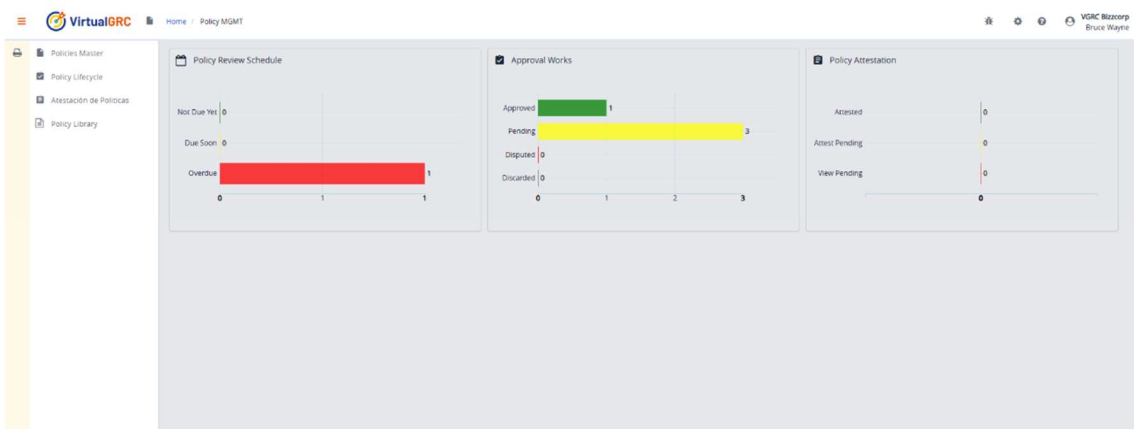 VirtualGRC
Home / Policy MGMT
VGRC Bizzcorp
Bruce Wayne
Policies Master
Policy Lifecycle
Atestación de Políticas
Policy Library
Policy Review Schedule
Not Due Yet 0
Due Soon 0
Overdue 1
0 1 1
Approval Works
Approved 1
Pending 3
Disputed 0
Discarded 0
0 1 2 3
Policy Attestation
Attested 0
Attest Pending 0
View Pending 0
0